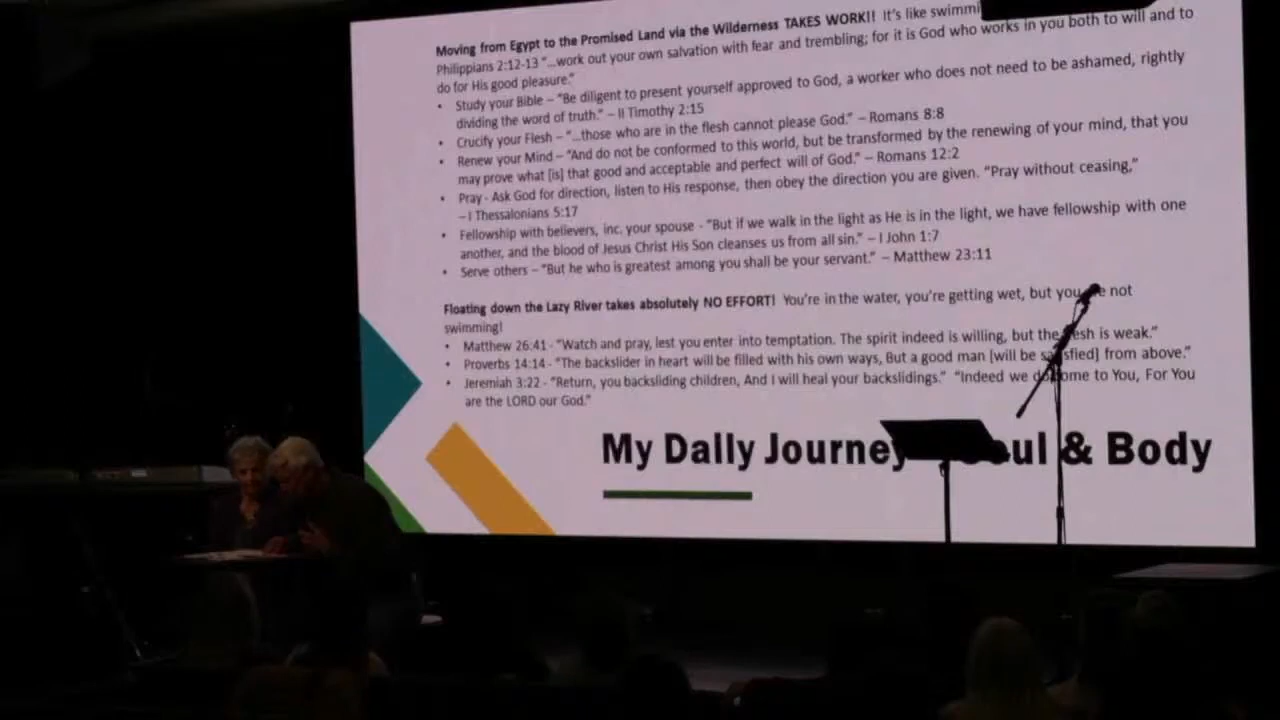 Moving from Egypt to the Promised Land via the Wilderness TAKES WORK!! It's like swimmi
Philippians 2:12-13 "...work out your own salvation with fear and trembling; for it is God who works in you both to will and to
do for His good pleasure."
• Study your Bible – "Be diligent to present yourself approved to God, a worker who does not need to be ashamed, rightly
dividing the word of truth." – II Timothy 2:15
• Crucify your Flesh – "...those who are in the flesh cannot please God." – Romans 8:8
• Renew your Mind – "And do not be conformed to this world, but be transformed by the renewing of your mind, that you
may prove what [is] that good and acceptable and perfect will of God." – Romans 12:2
• Pray - Ask God for direction, listen to His response, then obey the direction you are given. "Pray without ceasing,"
– I Thessalonians 5:17
• Fellowship with believers, inc. your spouse - "But if we walk in the light as He is in the light, we have fellowship with one
another, and the blood of Jesus Christ His Son cleanses us from all sin." – I John 1:7
• Serve others – "But he who is greatest among you shall be your servant." – Matthew 23:11
Floating down the Lazy River takes absolutely NO EFFORT! You're in the water, you're getting wet, but you not
swimming!
• Matthew 26:41 - "Watch and pray, lest you enter into temptation. The spirit indeed is willing, but the flesh is weak."
• Proverbs 14:14 - "The backslider in heart will be filled with his own ways, But a good man [will be satisfied] from above."
• Jeremiah 3:22 - "Return, you backsliding children, And I will heal your backslidings." "Indeed we do come to You, For You
are the LORD our God."
My Daily Journey Soul & Body